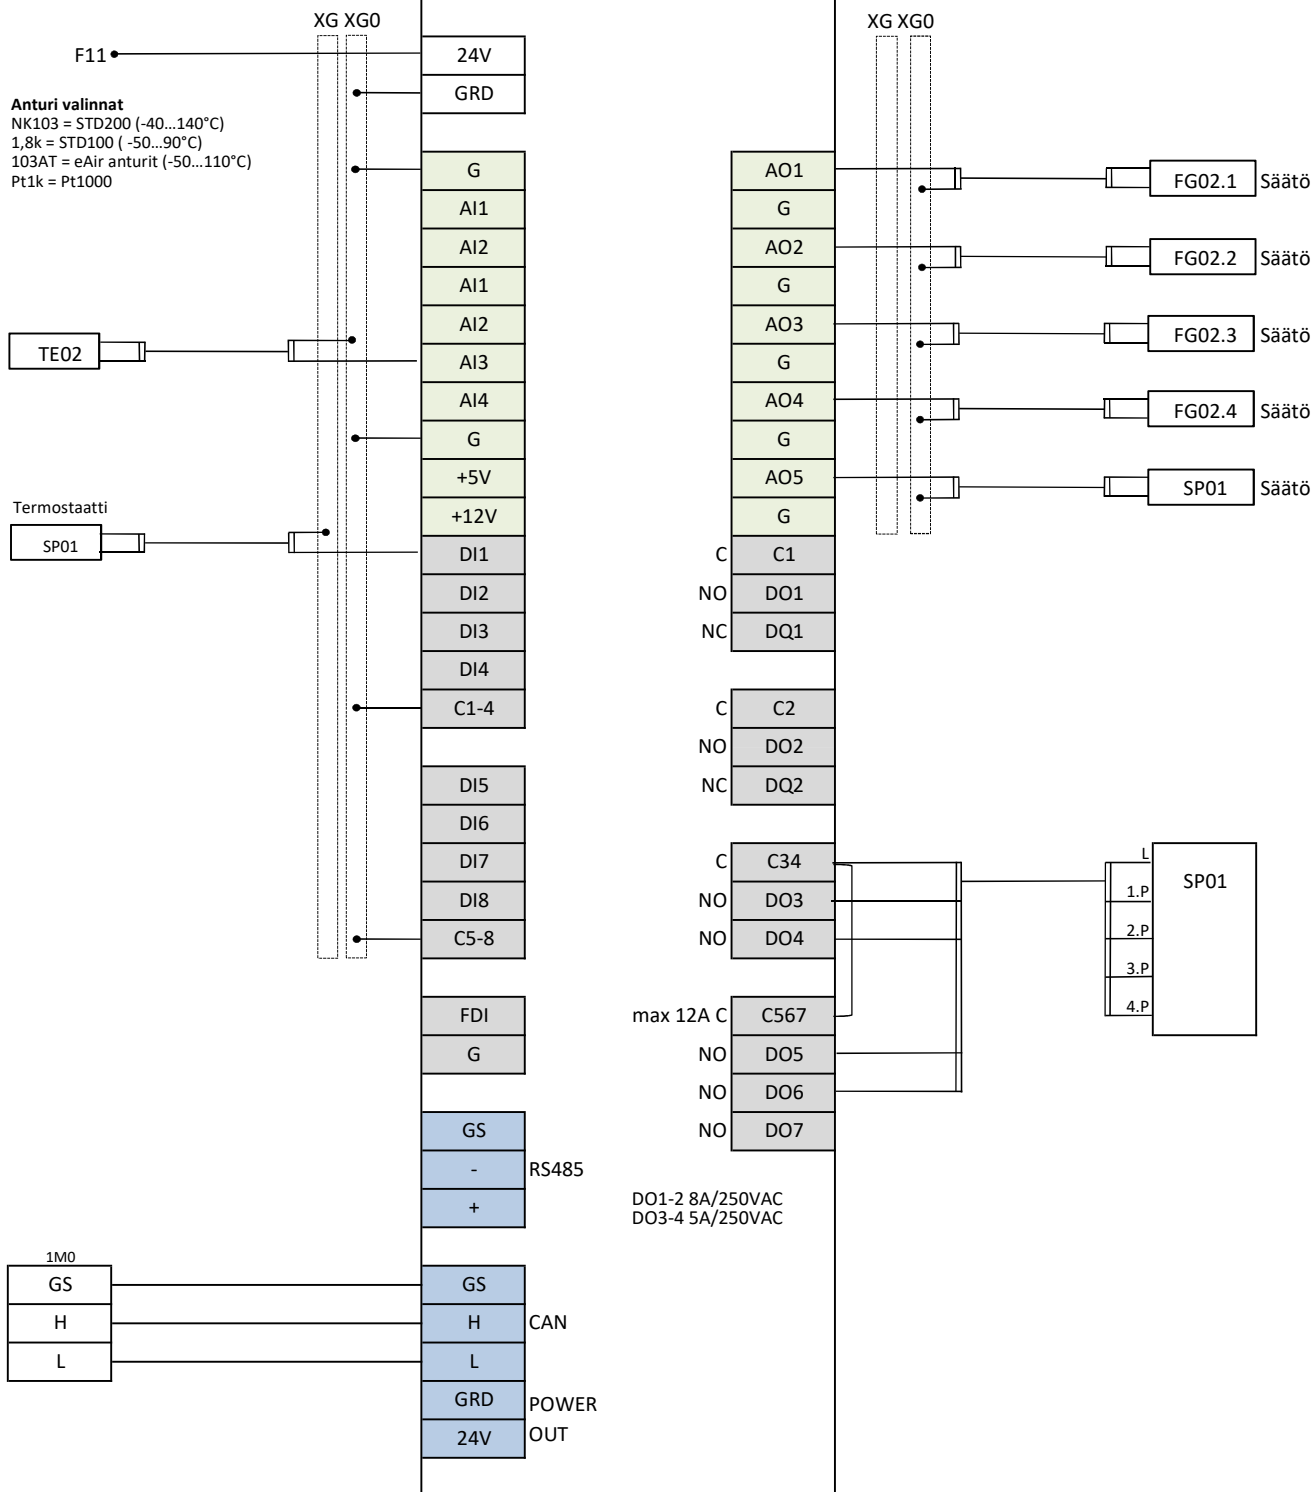 XG XG0
F11
24V
GRD
Anturi valinnat
NK103 = STD200 (-40...140°C)
1,8k = STD100 ( -50...90°C)
103AT = eAir anturit (-50...110°C)
Pt1k = Pt1000
G
AI1
AI2
AI1
AI2
AI3
AI4
G
+5V
+12V
DI1
DI2
DI3
DI4
C1-4
TE02
Termostaatti
SP01
DI5
DI6
DI7
DI8
C5-8
FDI
G
GS
-
+
RS485
1M0
GS
H
L
GS
H
L
GRD
24V
CAN
POWER
OUT
XG XG0
AO1
G
AO2
G
AO3
G
AO4
G
AO5
G
FG02.1 Säätö
FG02.2 Säätö
FG02.3 Säätö
FG02.4 Säätö
SP01 Säätö
C C1
NO DO1
NC DQ1
C C2
NO DO2
NC DQ2
C C34
NO DO3
NO DO4
max 12A C C567
NO DO5
NO DO6
NO DO7
L
1.P
2.P
3.P
4.P
SP01
DO1-2 8A/250VAC
DO3-4 5A/250VAC